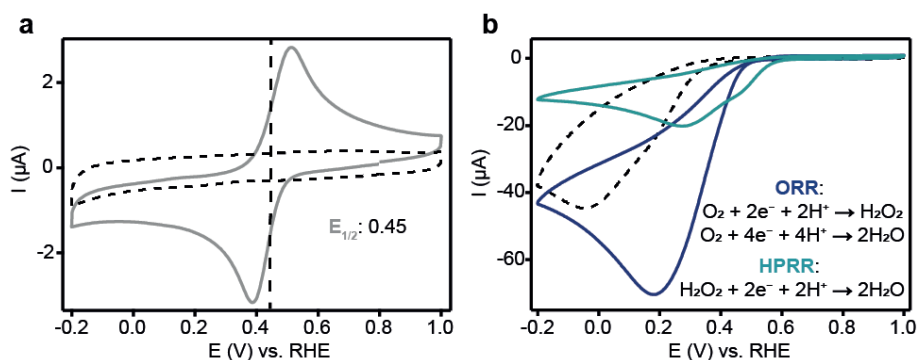 a
I (μA)
2
0
-2
E₁/₂: 0.45
-0.2 0.0 0.2 0.4 0.6 0.8 1.0
E (V) vs. RHE
b
I (μA)
0
-20
-40
-60
ORR:
O₂ + 2e⁻ + 2H⁺ → H₂O₂
O₂ + 4e⁻ + 4H⁺ → 2H₂O
HPRR:
H₂O₂ + 2e⁻ + 2H⁺ → 2H₂O
-0.2 0.0 0.2 0.4 0.6 0.8 1.0
E (V) vs. RHE